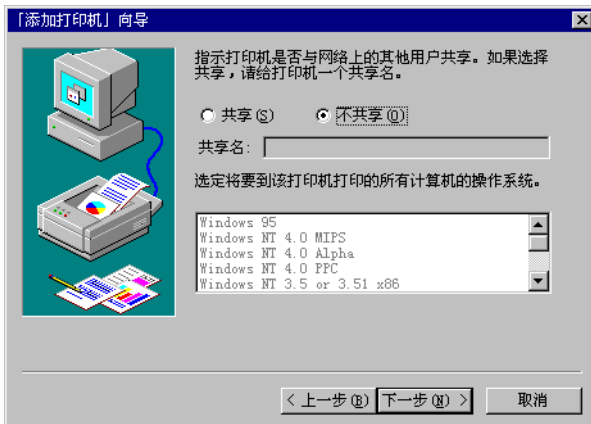 「添加打印机」向导
指示打印机是否与网络上的其他用户共享。如果选择
共享，请给打印机一个共享名。
共享(S) 不共享(O)
共享名:
选定将要到该打印机打印的所有计算机的操作系统。
Windows 95
Windows NT 4.0 MIPS
Windows NT 4.0 Alpha
Windows NT 4.0 PPC
Windows NT 3.5 or 3.51 x86
< 上一步(B) 下一步(N) > 取消